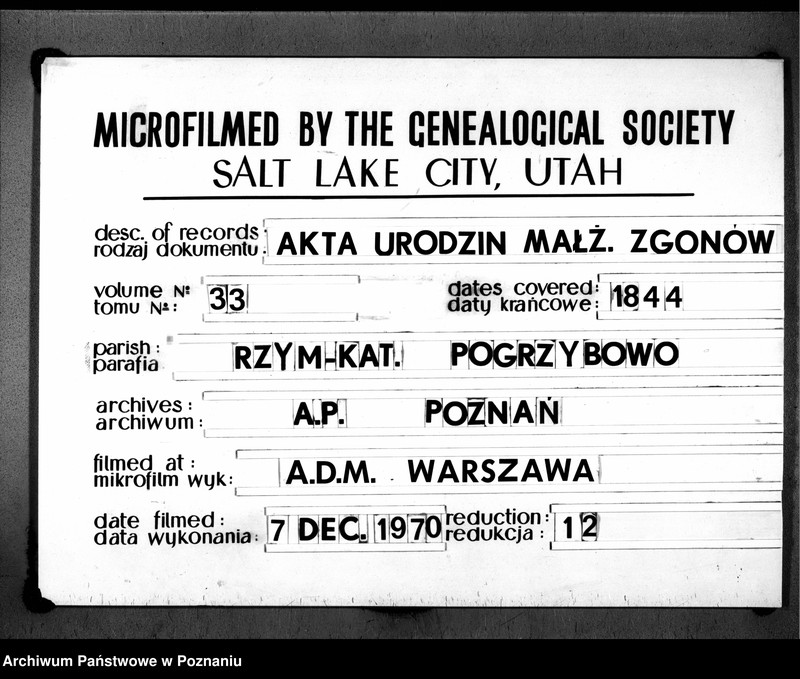 MICROFILMED BY THE GENEALOGICAL SOCIETY
SALT LAKE CITY, UTAH
desc. of records: AKTA URODZIN MAŁŻ. ZGONÓW
rodzaj dokumentu:
volume Nº 33 dates covered: 1844
tomu Nº: daty krańcowe:
parish: RZYM-KAT. POGRZYBOWO
parafia
archives: A.P. POZNAŃ
archiwum:
filmed at: A.D.M. WARSZAWA
mikrofilm wyk:
date filmed: 7 DEC. 1970 reduction: 12
data wykonania: redukcja:
Archiwum Państwowe w Poznaniu